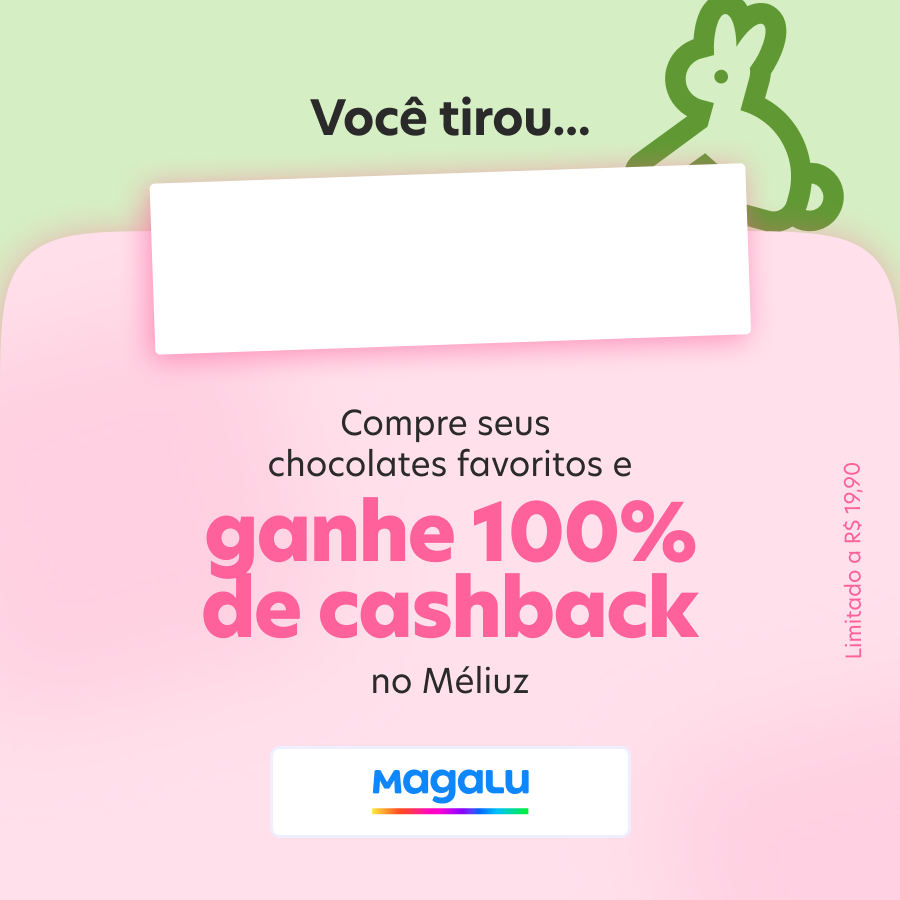 Você tirou...
Compre seus
chocolates favoritos e
ganhe 100%
de cashback
no Méliuz
Limitado a R$ 19,90
Magalu